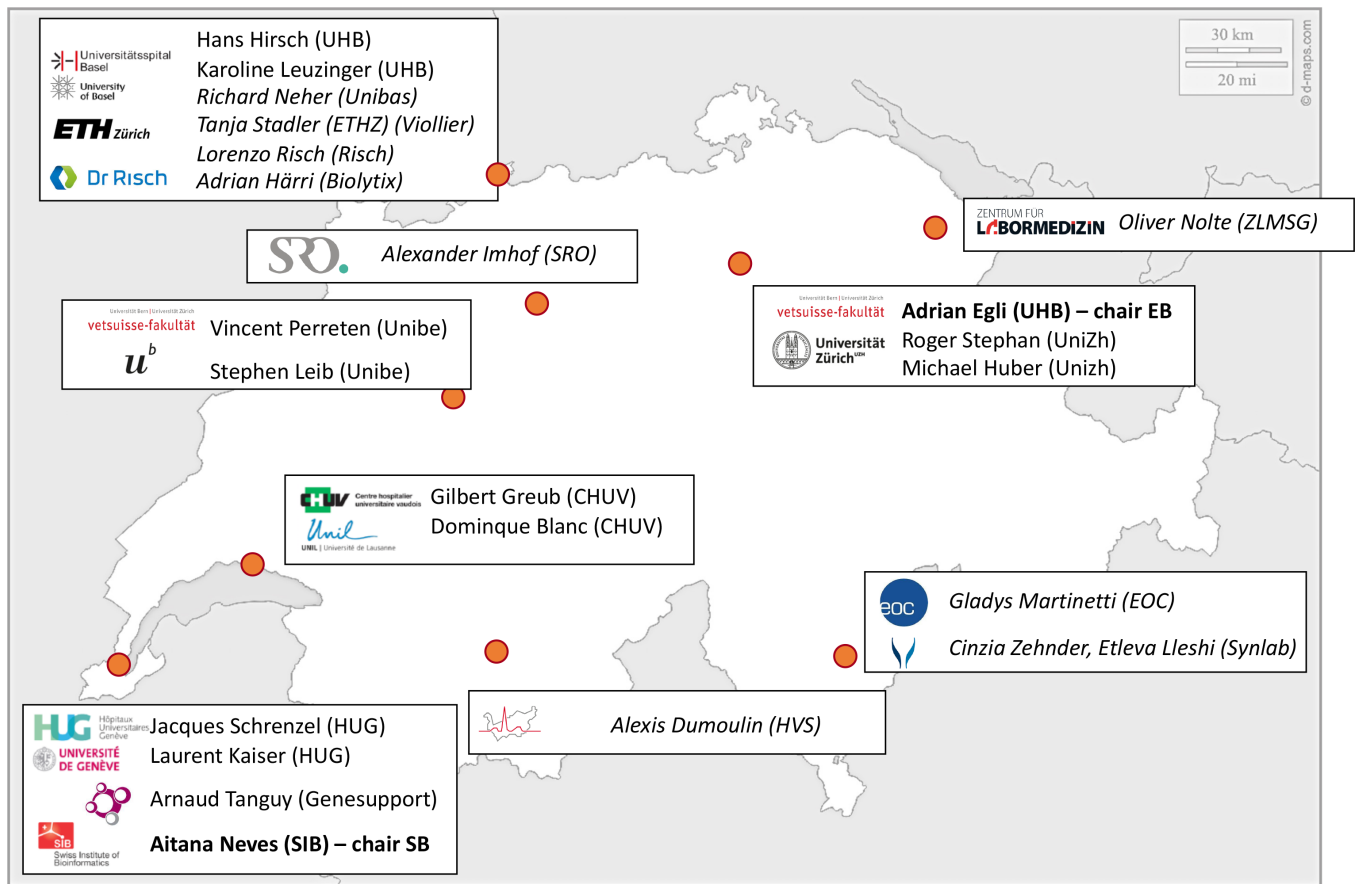 Universitätsspital
Basel
University
of Basel
ETH Zürich
Dr Risch
Hans Hirsch (UHB)
Karoline Leuzinger (UHB)
Richard Neher (Unibas)
Tanja Stadler (ETHZ) (Viollier)
Lorenzo Risch (Risch)
Adrian Härri (Biolytix)
30 km
20 mi
© d-maps.com
ZENTRUM FÜR
LABORMEDIZIN
Oliver Nolte (ZLMSG)
SRO.
Alexander Imhof (SRO)
Universität Bern | Universität Zürich
vetsuisse-fakultät
u^b
Vincent Perreten (Unibe)
Stephen Leib (Unibe)
Universität Bern | Universität Zürich
vetsuisse-fakultät
Universität
Zürich UZH
Adrian Egli (UHB) – chair EB
Roger Stephan (UniZh)
Michael Huber (Unizh)
CHUV
Centre hospitalier
universitaire vaudois
Unil
UNIL | Université de Lausanne
Gilbert Greub (CHUV)
Dominque Blanc (CHUV)
eoc
Gladys Martinetti (EOC)
Cinzia Zehnder, Etleva Lleshi (Synlab)
Alexis Dumoulin (HVS)
HUG
Hôpitaux
Universitaires
Genève
UNIVERSITÉ
DE GENÈVE
Jacques Schrenzel (HUG)
Laurent Kaiser (HUG)
Arnaud Tanguy (Genesupport)
SIB
Swiss Institute of
Bioinformatics
Aitana Neves (SIB) – chair SB